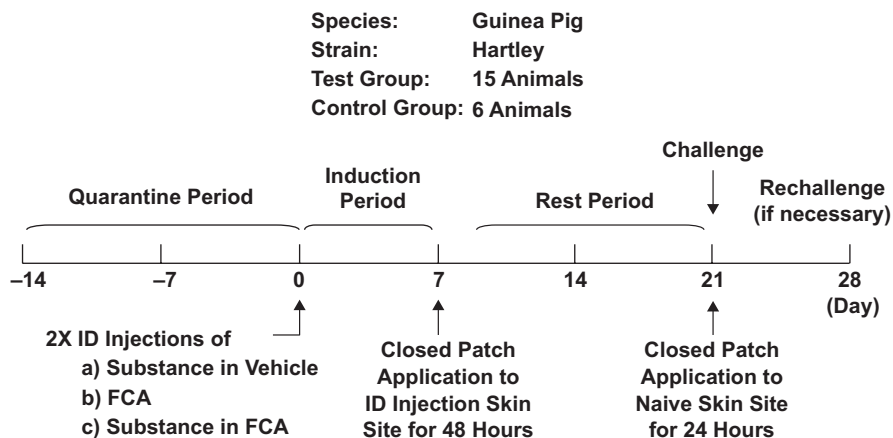 Species: Guinea Pig
Strain: Hartley
Test Group: 15 Animals
Control Group: 6 Animals
Challenge
Quarantine Period
Induction
Period
Rest Period
Rechallenge
(if necessary)
–14 –7 0 7 14 21 28
(Day)
2X ID Injections of
a) Substance in Vehicle
b) FCA
c) Substance in FCA
Closed Patch
Application to
ID Injection Skin
Site for 48 Hours
Closed Patch
Application to
Naive Skin Site
for 24 Hours